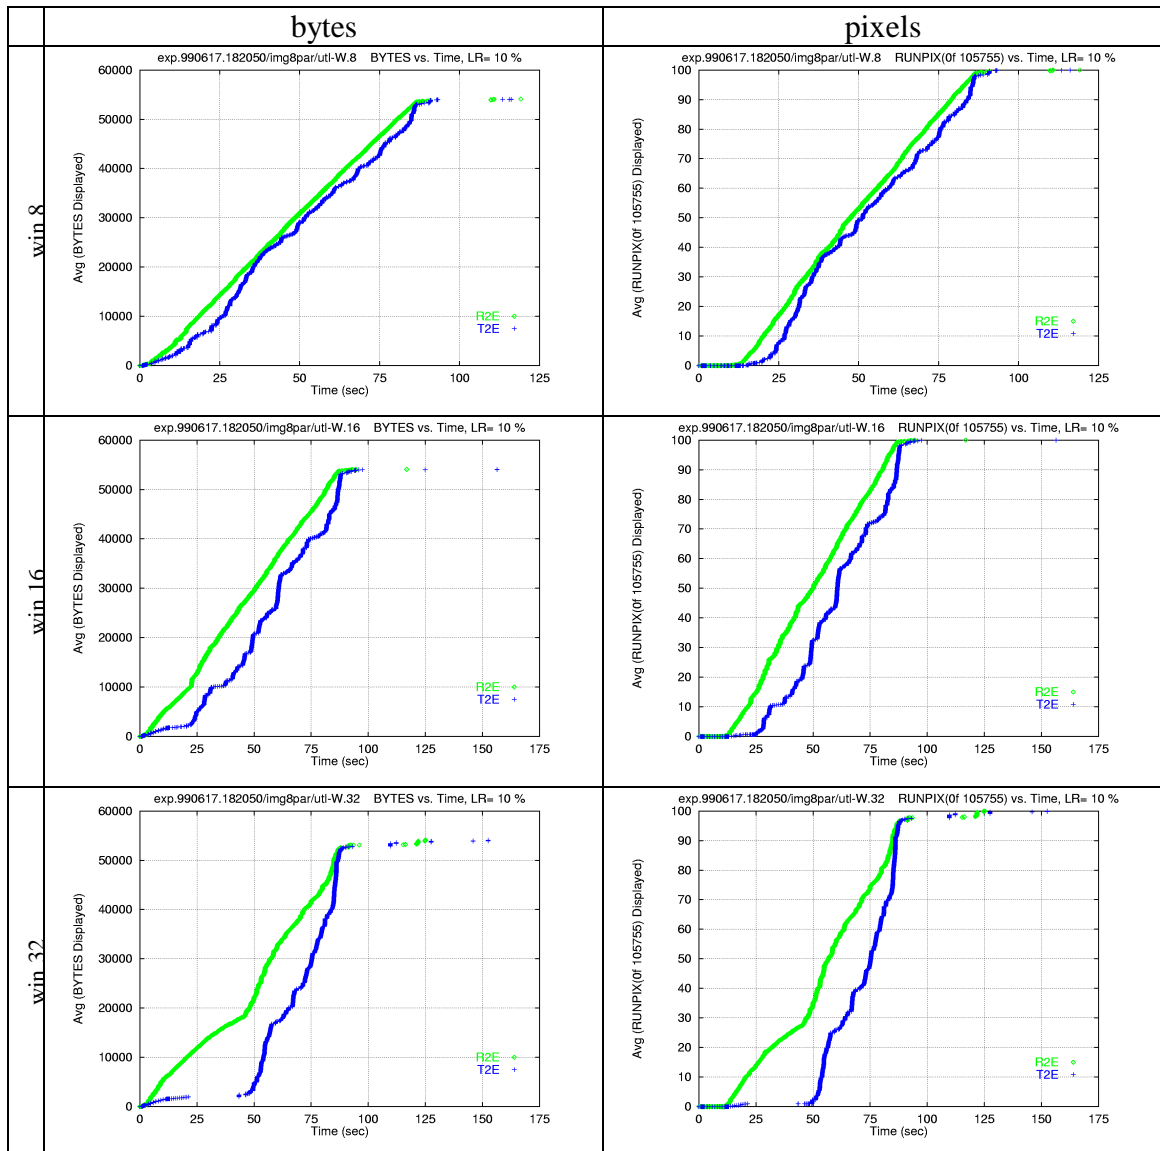 bytes
pixels
win 8
exp.990617.182050/img8par/utl-W.8 BYTES vs. Time, LR= 10 %
Avg (BYTES Displayed)
60000
50000
40000
30000
20000
10000
0
R2E
T2E
0 25 50 75 100 125
Time (sec)
exp.990617.182050/img8par/utl-W.8 RUNPIX(0f 105755) vs. Time, LR= 10 %
Avg (RUNPIX(0f 105755) Displayed)
100
90
80
70
60
50
40
30
20
10
0
R2E
T2E
0 25 50 75 100 125
Time (sec)
win 16
exp.990617.182050/img8par/utl-W.16 BYTES vs. Time, LR= 10 %
Avg (BYTES Displayed)
60000
50000
40000
30000
20000
10000
0
R2E
T2E
0 25 50 75 100 125 150 175
Time (sec)
exp.990617.182050/img8par/utl-W.16 RUNPIX(0f 105755) vs. Time, LR= 10 %
Avg (RUNPIX(0f 105755) Displayed)
100
90
80
70
60
50
40
30
20
10
0
R2E
T2E
0 25 50 75 100 125 150 175
Time (sec)
win 32
exp.990617.182050/img8par/utl-W.32 BYTES vs. Time, LR= 10 %
Avg (BYTES Displayed)
60000
50000
40000
30000
20000
10000
0
R2E
T2E
0 25 50 75 100 125 150 175
Time (sec)
exp.990617.182050/img8par/utl-W.32 RUNPIX(0f 105755) vs. Time, LR= 10 %
Avg (RUNPIX(0f 105755) Displayed)
100
90
80
70
60
50
40
30
20
10
0
R2E
T2E
0 25 50 75 100 125 150 175
Time (sec)